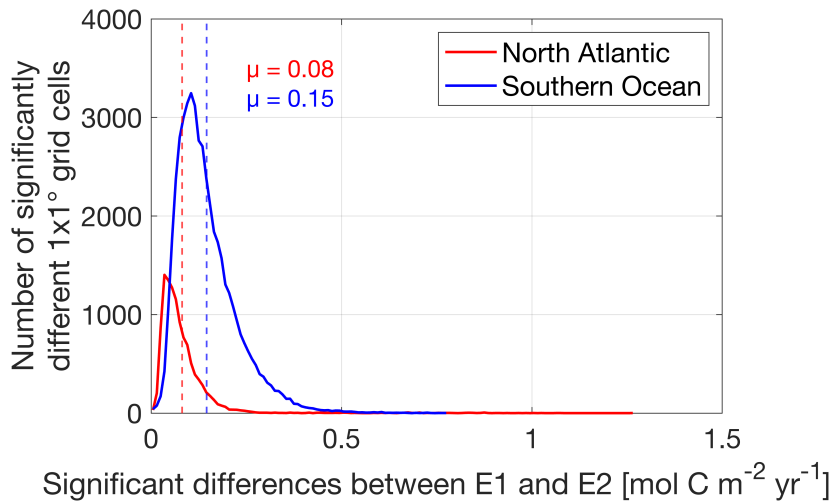 4000
3000
2000
1000
0
0
0.5
1
1.5
Number of significantly
different 1x1° grid cells
μ = 0.08
μ = 0.15
North Atlantic
Southern Ocean
Significant differences between E1 and E2 [mol C m⁻² yr⁻¹]